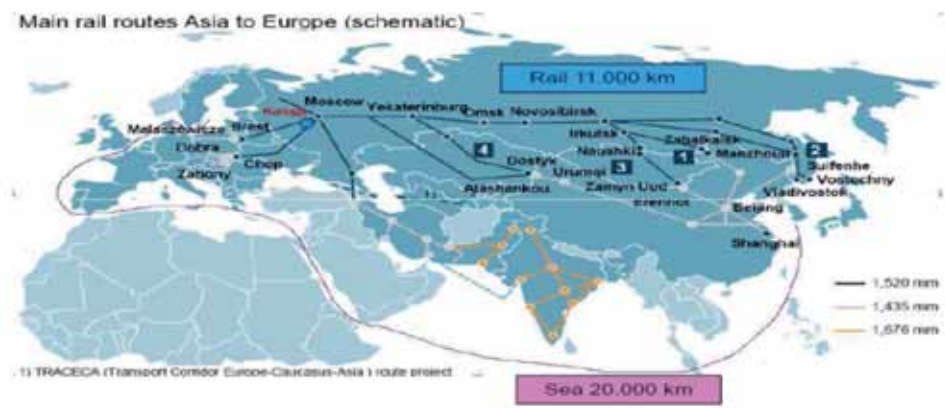 Main rail routes Asia to Europe (schematic)
Rail 11.000 km
Moscow
Yekaterinburg
Omsk
Novosibirsk
Malaszewicze
Brest
Dobra
Chop
Zahony
Irkutsk
Zabaikalsk
Naushki
Manzhouli
Suifenhe
Vostochny
Vladivostok
4
3
1
2
Dostyk
Urumqi
Alashankou
Zamyn Uud
Erenhot
Beijing
Shanghai
1)
1,520 mm
1,435 mm
1,676 mm
1) TRACECA (Transport Corridor Europe-Caucasus-Asia ) route project
Sea 20.000 km